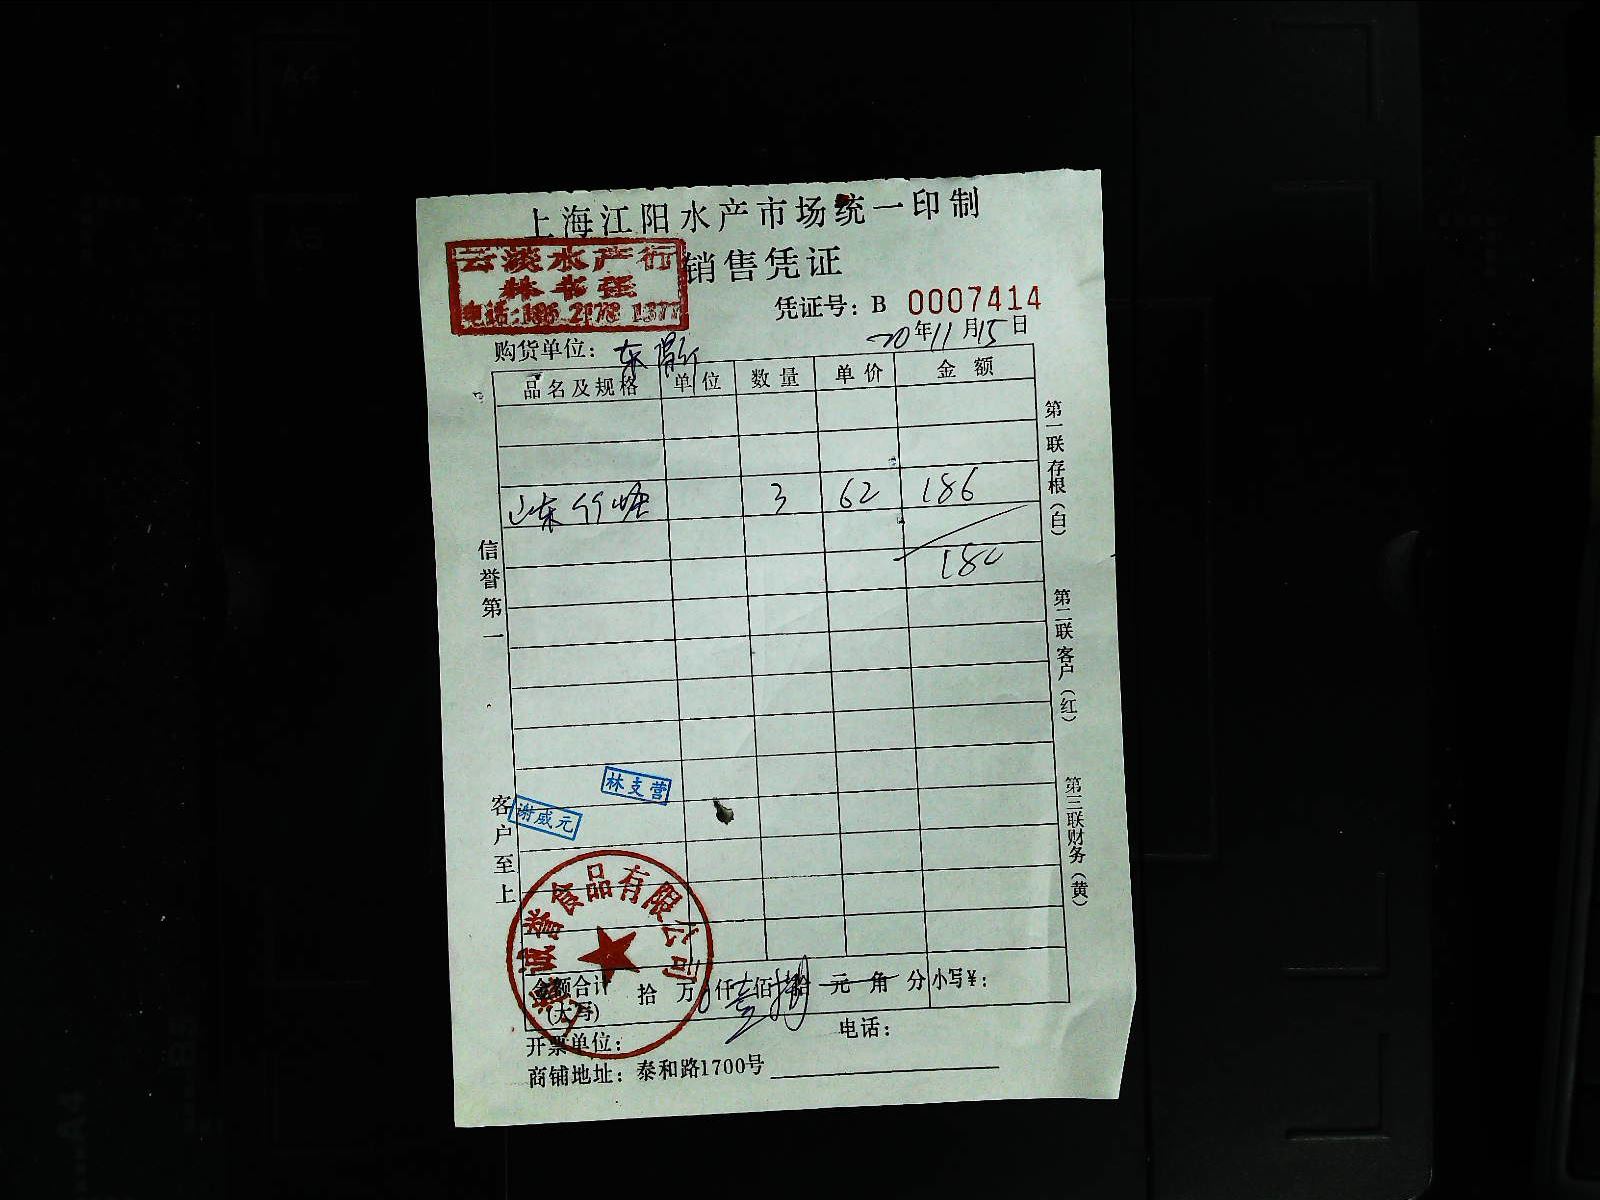 上海江阳水产市场统一印制
销售凭证
云淡水产行
林书强
电话:186 2178 1377
凭证号: B 0007414
20年11月15日
购货单位: 东
品名及规格 单位 数量 单价 金额
山东 3 62 186
180
信誉第一
客户至上
第一联存根(白)
第二联客户(红)
第三联财务(黄)
林支营
谢威元
诚誉食品有限公司
金额合计(大写) 拾 万 仟壹佰捌拾元 角 分 小写¥:
开票单位: 电话:
商铺地址: 泰和路1700号